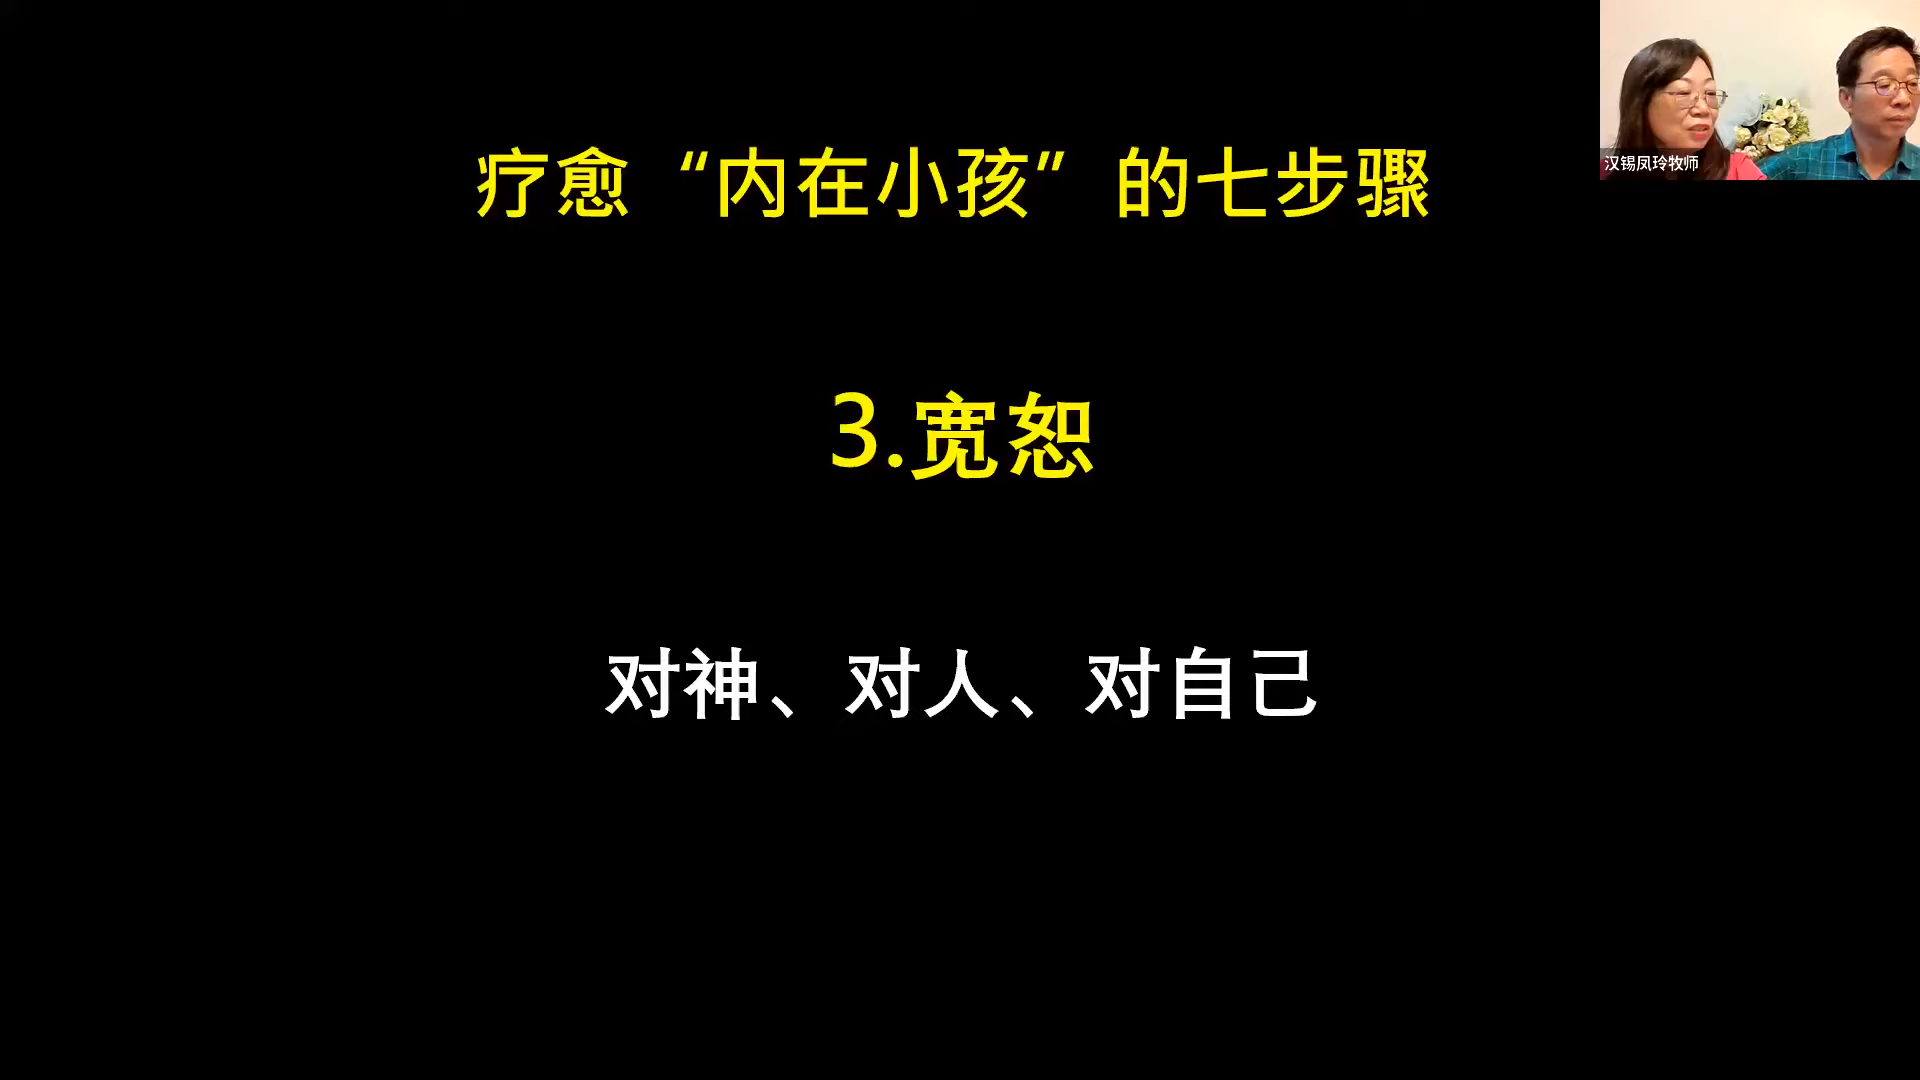 疗愈“内在小孩”的七步骤
3.宽恕
对神、对人、对自己
汉锡凤玲牧师